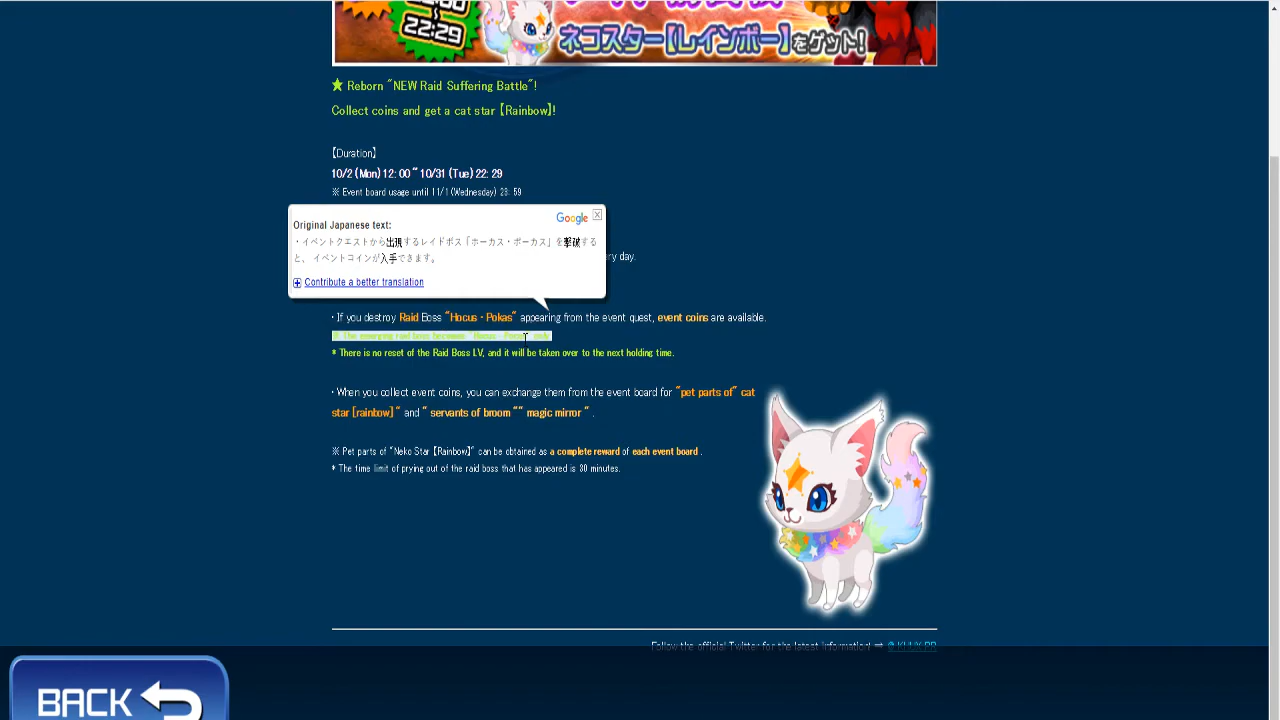 22:29
ネコスター【レインボー】をゲット!
★ Reborn "NEW Raid Suffering Battle"!
Collect coins and get a cat star【Rainbow】!
【Duration】
10/2 (Mon) 12: 00 ~ 10/31 (Tue) 22: 29
※ Event board usage until 11/1 (Wednesday) 23: 59
Google
Original Japanese text:
・イベントクエストから出現するレイドボス「ホーカス・ポーカス」を撃破する
と、 イベントコインが入手できます。
Contribute a better translation
ry day.
・If you destroy Raid Boss "Hocus・Pokas" appearing from the event quest, event coins are available.
※ The emerging raid boss becomes "Hocus Pocus" only.
* There is no reset of the Raid Boss LV, and it will be taken over to the next holding time.
・When you collect event coins, you can exchange them from the event board for "pet parts of" cat
star [rainbow] " and " servants of broom "" magic mirror " .
※ Pet parts of "Neko Star【Rainbow】" can be obtained as a complete reward of each event board .
* The time limit of prying out of the raid boss that has appeared is 30 minutes.
Follow the official Twitter for the latest information! ⇒
BACK